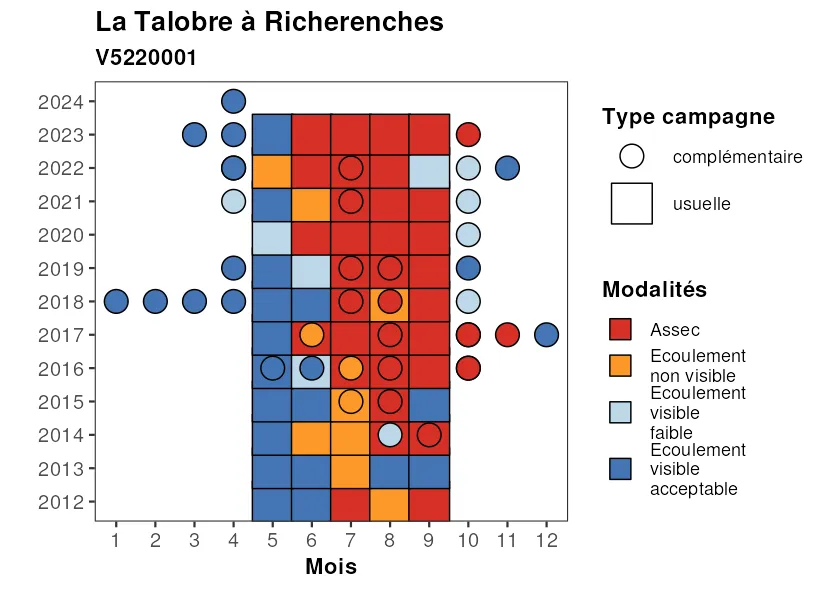 La Talobre à Richerenches
V5220001
2024
2023
2022
2021
2020
2019
2018
2017
2016
2015
2014
2013
2012
1 2 3 4 5 6 7 8 9 10 11 12
Mois
Type campagne
complémentaire
usuelle
Modalités
Assec
Ecoulement
non visible
Ecoulement
visible
faible
Ecoulement
visible
acceptable